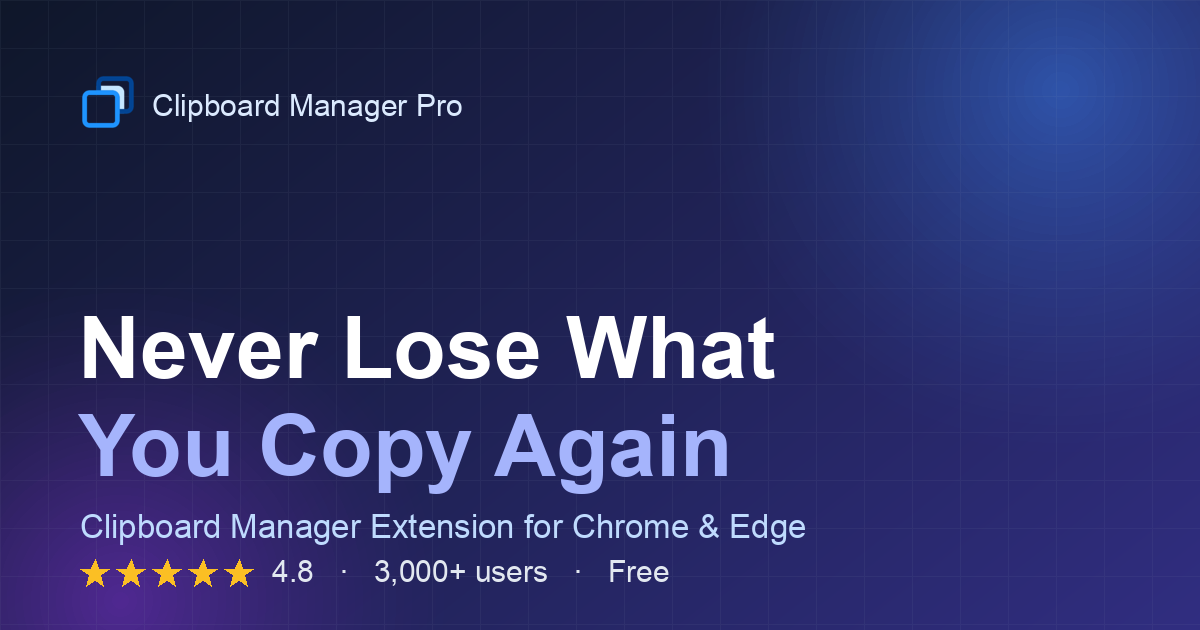 Clipboard Manager Pro
Never Lose What
You Copy Again
Clipboard Manager Extension for Chrome & Edge
4.8 · 3,000+ users · Free